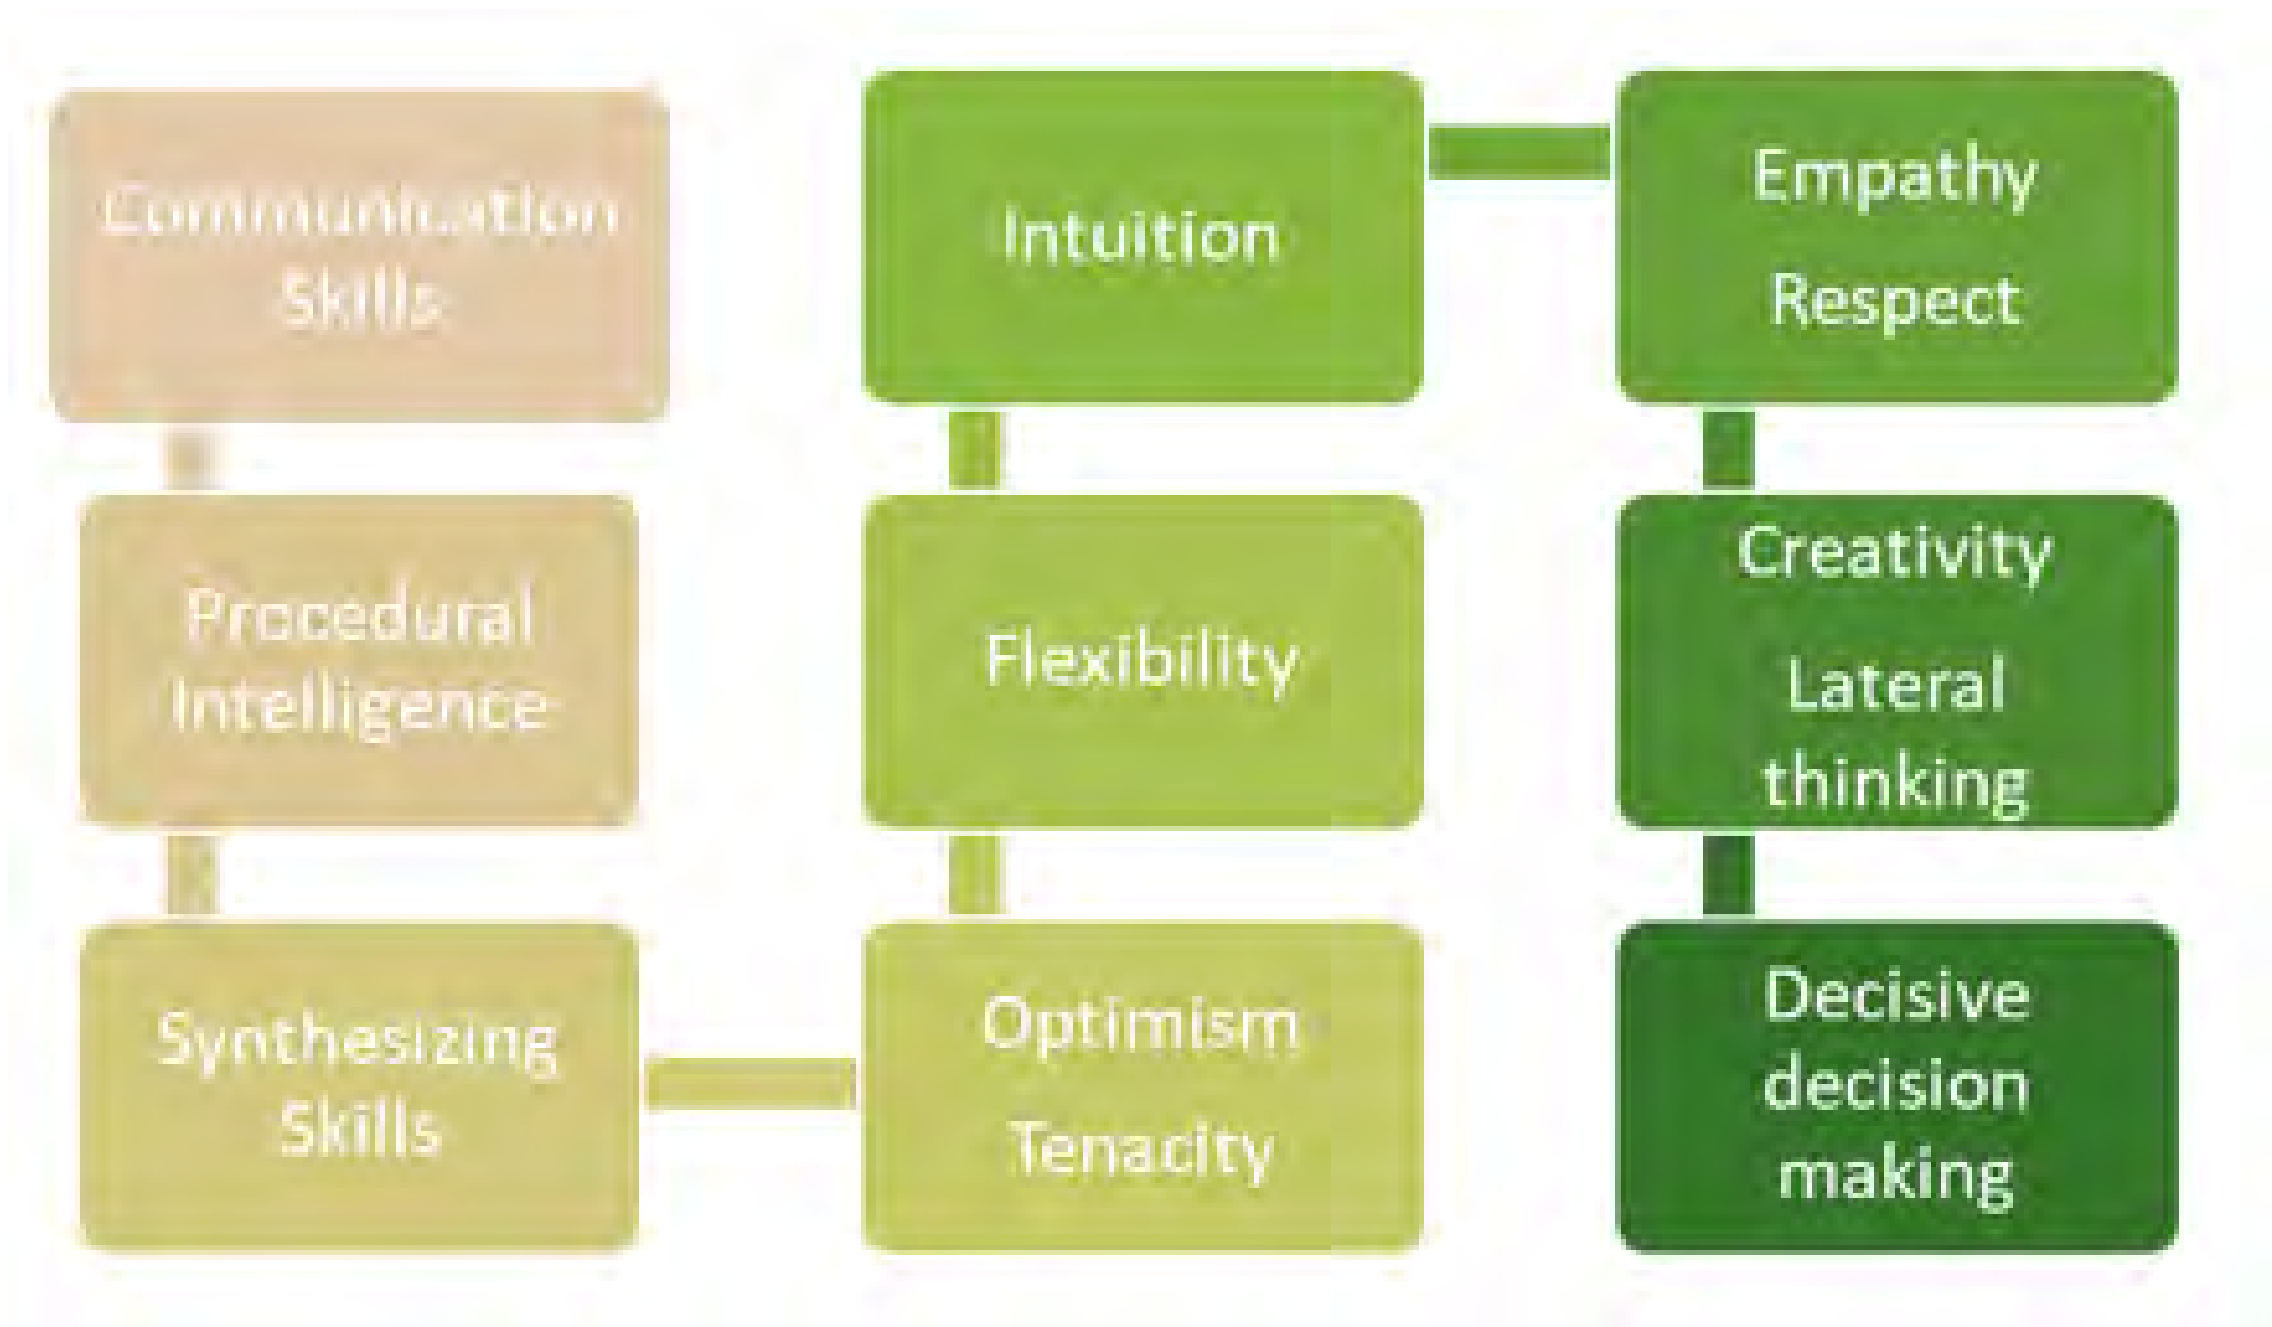 Communication
Skills
Procedural
Intelligence
Synthesizing
Skills
Optimism
Tenacity
Flexibility
Intuition
Empathy
Respect
Creativity
Lateral
thinking
Decisive
decision
making